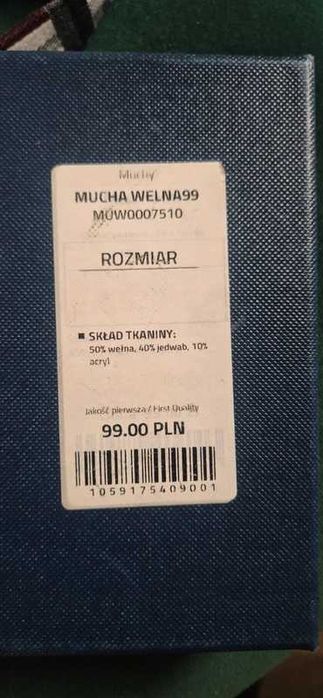 Muchy
MUCHA WELNA99
MUW0007510
ROZMIAR
▪ SKŁAD TKANINY:
50% wełna, 40% jedwab, 10%
acryl
Jakość pierwsza / First Quality
99.00 PLN
1059175409001